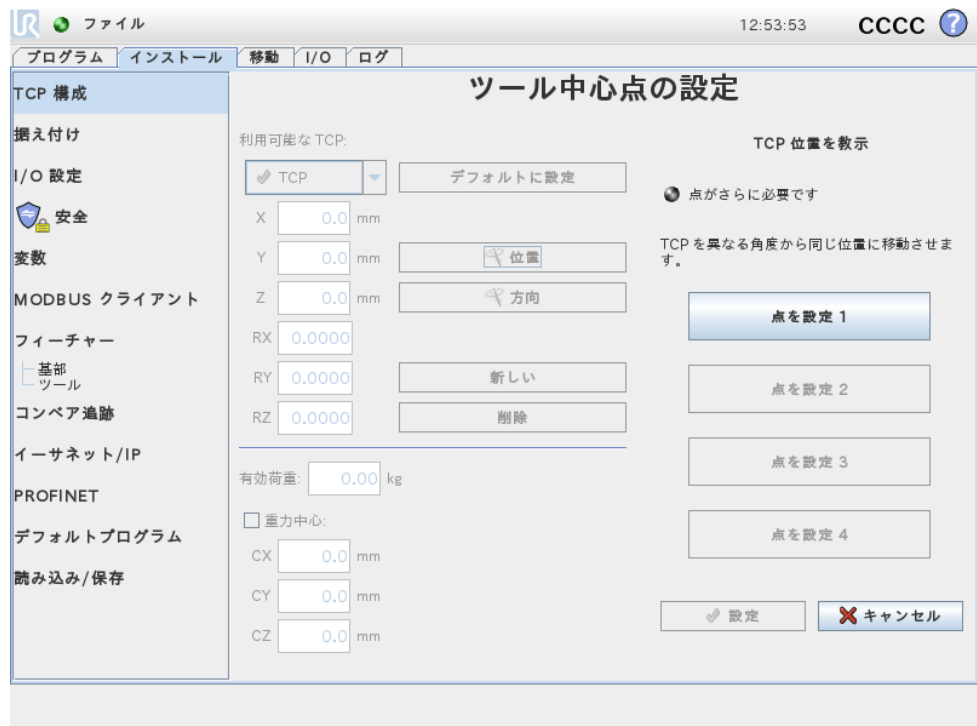 UR ファイル 12:53:53 CCCC ?
プログラム インストール 移動 I/O ログ
TCP 構成
据え付け
I/O 設定
安全
変数
MODBUS クライアント
フィーチャー
基部
ツール
コンベア追跡
イーサネット/IP
PROFINET
デフォルトプログラム
読み込み/保存
ツール中心点の設定
利用可能な TCP:
TCP デフォルトに設定
X 0.0 mm
Y 0.0 mm 位置
Z 0.0 mm 方向
RX 0.0000
RY 0.0000 新しい
RZ 0.0000 削除
有効荷重: 0.00 kg
重力中心:
CX 0.0 mm
CY 0.0 mm
CZ 0.0 mm
TCP 位置を教示
点がさらに必要です
TCP を異なる角度から同じ位置に移動させま
す。
点を設定 1
点を設定 2
点を設定 3
点を設定 4
設定 キャンセル